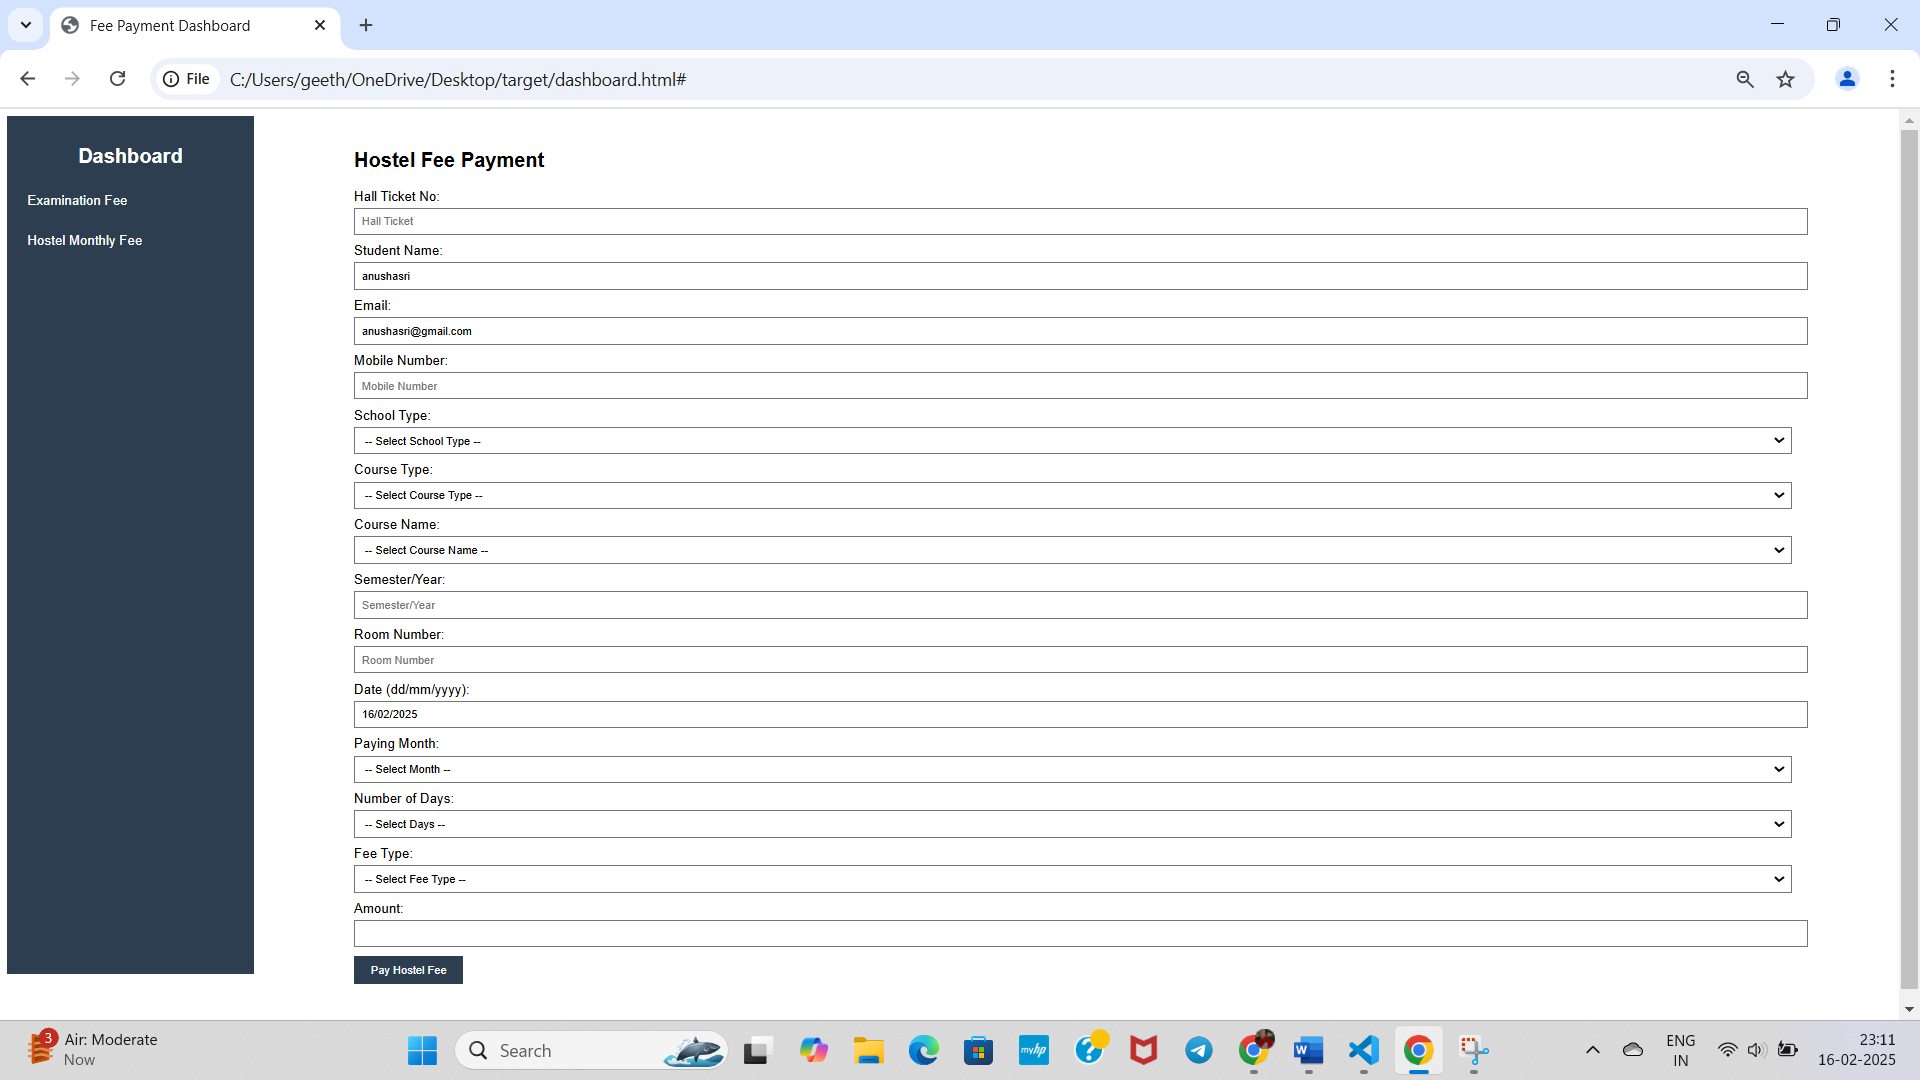 Fee Payment Dashboard
File
C:/Users/geeth/OneDrive/Desktop/target/dashboard.html#
Dashboard
Examination Fee
Hostel Monthly Fee
Hostel Fee Payment
Hall Ticket No:
Hall Ticket
Student Name:
anushasri
Email:
anushasri@gmail.com
Mobile Number:
Mobile Number
School Type:
-- Select School Type --
Course Type:
-- Select Course Type --
Course Name:
-- Select Course Name --
Semester/Year:
Semester/Year
Room Number:
Room Number
Date (dd/mm/yyyy):
16/02/2025
Paying Month:
-- Select Month --
Number of Days:
-- Select Days --
Fee Type:
-- Select Fee Type --
Amount:
Pay Hostel Fee
3
Air: Moderate
Now
Search
myhp
ENG
IN
23:11
16-02-2025